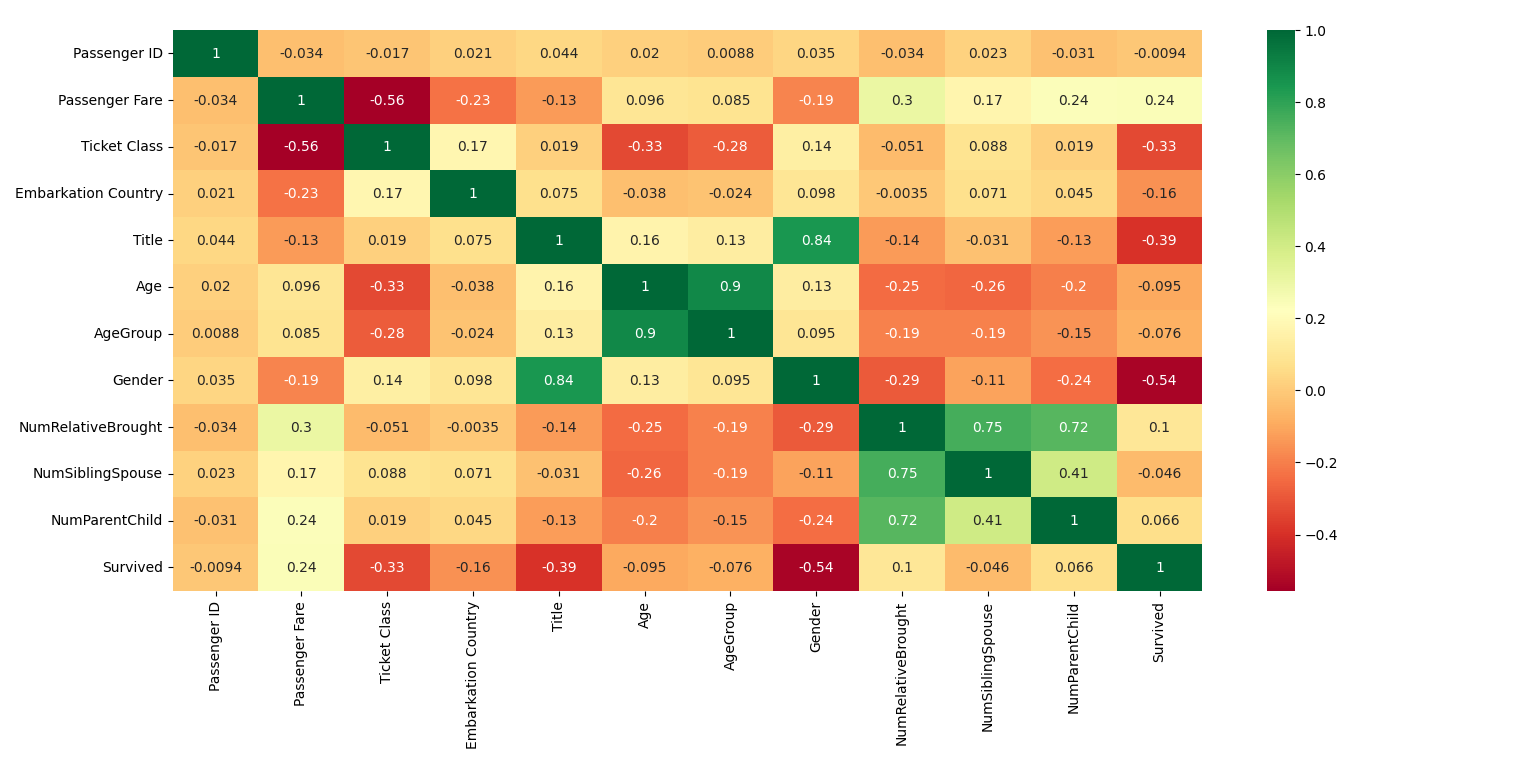 Passenger ID 1 -0.034 -0.017 0.021 0.044 0.02 0.0088 0.035 -0.034 0.023 -0.031 -0.0094
Passenger Fare -0.034 1 -0.56 -0.23 -0.13 0.096 0.085 -0.19 0.3 0.17 0.24 0.24
Ticket Class -0.017 -0.56 1 0.17 0.019 -0.33 -0.28 0.14 -0.051 0.088 0.019 -0.33
Embarkation Country 0.021 -0.23 0.17 1 0.075 -0.038 -0.024 0.098 -0.0035 0.071 0.045 -0.16
Title 0.044 -0.13 0.019 0.075 1 0.16 0.13 0.84 -0.14 -0.031 -0.13 -0.39
Age 0.02 0.096 -0.33 -0.038 0.16 1 0.9 0.13 -0.25 -0.26 -0.2 -0.095
AgeGroup 0.0088 0.085 -0.28 -0.024 0.13 0.9 1 0.095 -0.19 -0.19 -0.15 -0.076
Gender 0.035 -0.19 0.14 0.098 0.84 0.13 0.095 1 -0.29 -0.11 -0.24 -0.54
NumRelativeBrought -0.034 0.3 -0.051 -0.0035 -0.14 -0.25 -0.19 -0.29 1 0.75 0.72 0.1
NumSiblingSpouse 0.023 0.17 0.088 0.071 -0.031 -0.26 -0.19 -0.11 0.75 1 0.41 -0.046
NumParentChild -0.031 0.24 0.019 0.045 -0.13 -0.2 -0.15 -0.24 0.72 0.41 1 0.066
Survived -0.0094 0.24 -0.33 -0.16 -0.39 -0.095 -0.076 -0.54 0.1 -0.046 0.066 1
Passenger ID
Passenger Fare
Ticket Class
Embarkation Country
Title
Age
AgeGroup
Gender
NumRelativeBrought
NumSiblingSpouse
NumParentChild
Survived
1.0
0.8
0.6
0.4
0.2
0.0
−0.2
−0.4